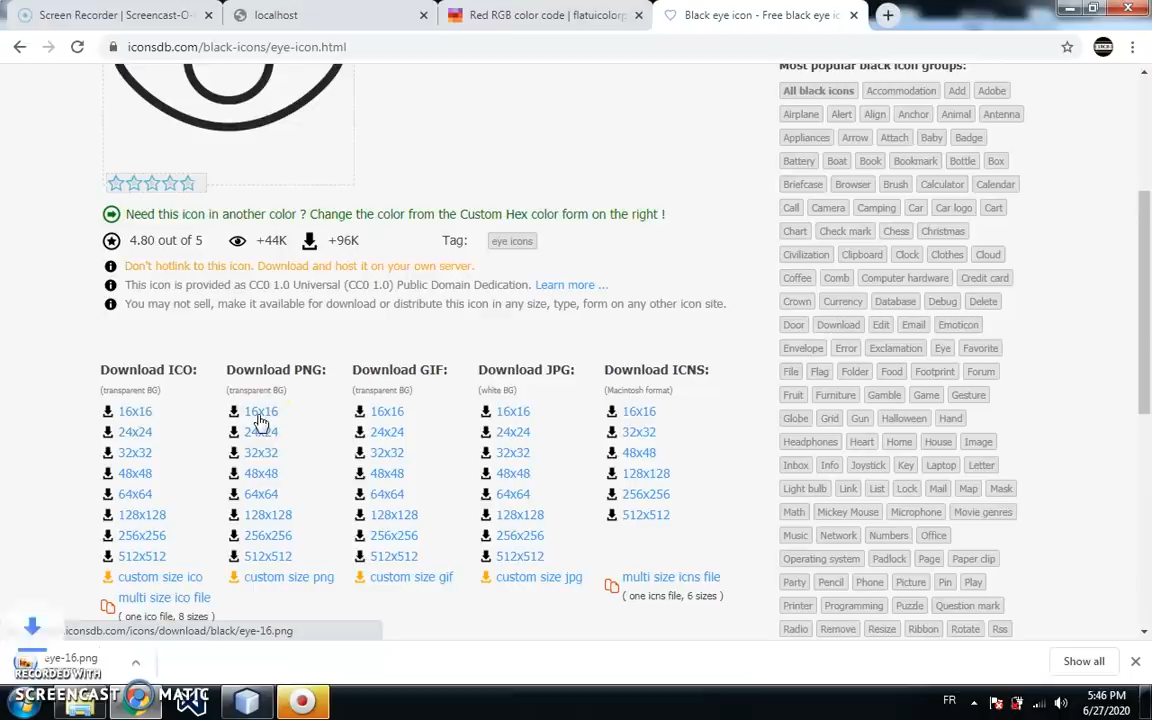 Screen Recorder | Screencast-O-
localhost
Red RGB color code | flatuicolorp
Black eye icon - Free black eye ic
iconsdb.com/black-icons/eye-icon.html
Most popular black icon groups:
All black icons Accommodation Add Adobe
Airplane Alert Align Anchor Animal Antenna
Appliances Arrow Attach Baby Badge
Battery Boat Book Bookmark Bottle Box
Briefcase Browser Brush Calculator Calendar
Call Camera Camping Car Car logo Cart
Chart Check mark Chess Christmas
Civilization Clipboard Clock Clothes Cloud
Coffee Comb Computer hardware Credit card
Crown Currency Database Debug Delete
Door Download Edit Email Emoticon
Envelope Error Exclamation Eye Favorite
File Flag Folder Food Footprint Forum
Fruit Furniture Gamble Game Gesture
Globe Grid Gun Halloween Hand
Headphones Heart Home House Image
Inbox Info Joystick Key Laptop Letter
Light bulb Link List Lock Mail Map Mask
Math Mickey Mouse Microphone Movie genres
Music Network Numbers Office
Operating system Padlock Page Paper clip
Party Pencil Phone Picture Pin Play
Printer Programming Puzzle Question mark
Radio Remove Resize Ribbon Rotate Rss
Need this icon in another color ? Change the color from the Custom Hex color form on the right !
4.80 out of 5 +44K +96K Tag: eye icons
Don't hotlink to this icon. Download and host it on your own server.
This icon is provided as CC0 1.0 Universal (CC0 1.0) Public Domain Dedication. Learn more ...
You may not sell, make it available for download or distribute this icon in any size, type, form on any other icon site.
Download ICO: Download PNG: Download GIF: Download JPG: Download ICNS:
(transparent BG) (transparent BG) (transparent BG) (white BG) (Macintosh format)
16x16 16x16 16x16 16x16 16x16
24x24 24x24 24x24 24x24 32x32
32x32 32x32 32x32 32x32 48x48
48x48 48x48 48x48 48x48 128x128
64x64 64x64 64x64 64x64 256x256
128x128 128x128 128x128 128x128 512x512
256x256 256x256 256x256 256x256
512x512 512x512 512x512 512x512
custom size ico custom size png custom size gif custom size jpg multi size icns file
multi size ico file ( one icns file, 6 sizes )
( one ico file, 8 sizes )
.iconsdb.com/icons/download/black/eye-16.png
eye-16.png
Show all
RECORDED WITH
SCREENCAST MATIC
FR
5:46 PM
6/27/2020